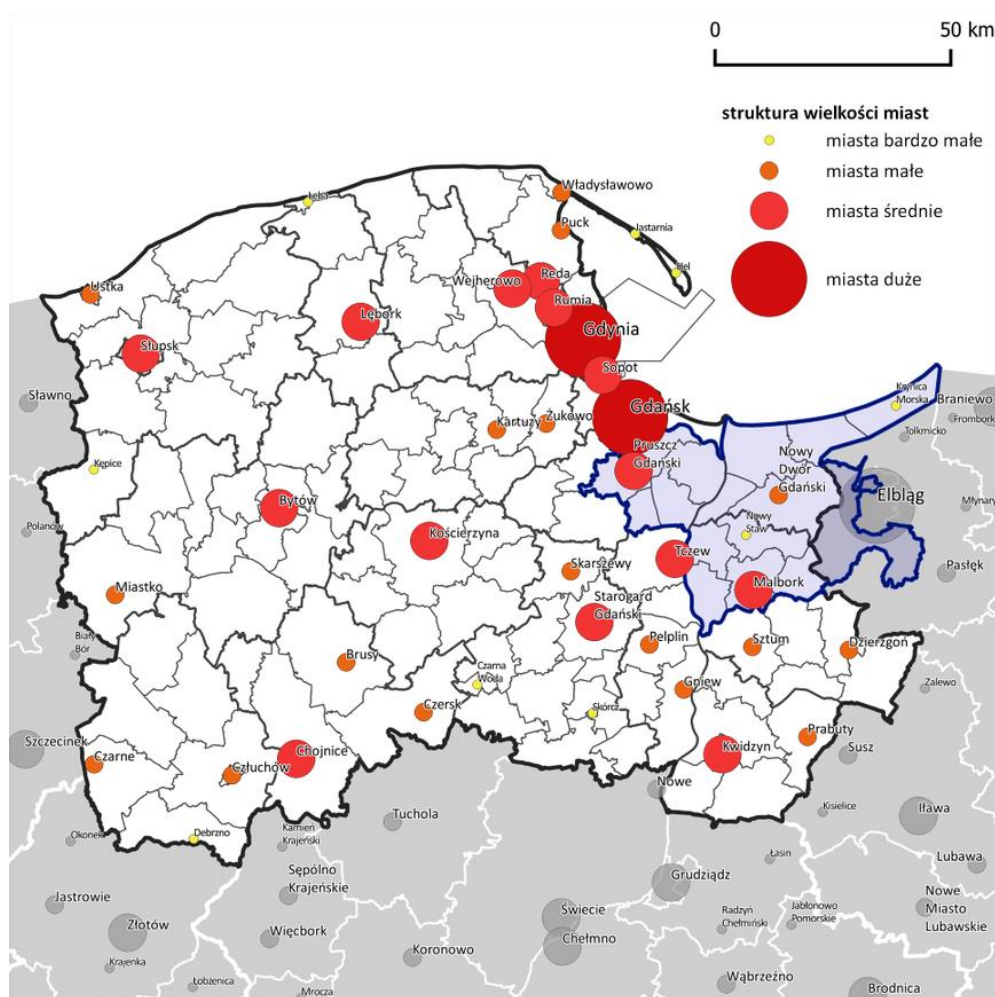 0 50 km
struktura wielkości miast
miasta bardzo małe
miasta małe
miasta średnie
miasta duże
Władysławowo
Łeba
Puck
Jastarnia
Hel
Ustka
Reda
Wejherowo
Rumia
Lębork
Gdynia
Słupsk
Sopot
Sławno
Krynica
Morska
Braniewo
Gdańsk
Frombork
Kartuzy
Żukowo
Tolkmicko
Pruszcz
Gdański
Nowy
Dwór
Gdański
Kępice
Elbląg
Bytów
Młynary
Nowy
Staw
Polanów
Kościerzyna
Tczew
Pasłęk
Skarszewy
Malbork
Miastko
Starogard
Gdański
Biały
Bór
Pelplin
Sztum
Dzierzgoń
Brusy
Czarna
Woda
Gniew
Zalewo
Czersk
Skórcz
Szczecinek
Chojnice
Prabuty
Czarne
Kwidzyn
Susz
Człuchów
Nowe
Tuchola
Kisielice
Iława
Debrzno
Okonek
Kamień
Krajeński
Łasin
Lubawa
Sępólno
Krajeńskie
Grudziądz
Jastrowie
Nowe
Miasto
Lubawskie
Świecie
Radzyń
Chełmiński
Jabłonowo
Pomorskie
Złotów
Więcbork
Chełmno
Koronowo
Krajenka
Wąbrzeźno
Łobżenica
Mrocza
Brodnica